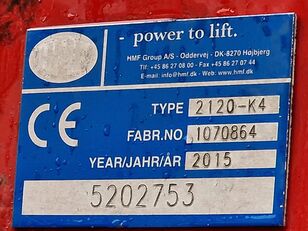 - power to lift.
HMF Group A/S - Oddervej - DK-8270 Højbjerg
Tlf. +45 86 27 08 00 - Fax +45 86 27 07 44
E-mail: info@hmf.dk - Web: www.hmf.dk
CE
TYPE 2120-K4
FABR.NO 1070864
YEAR/JAHR/ÅR 2015
5202753